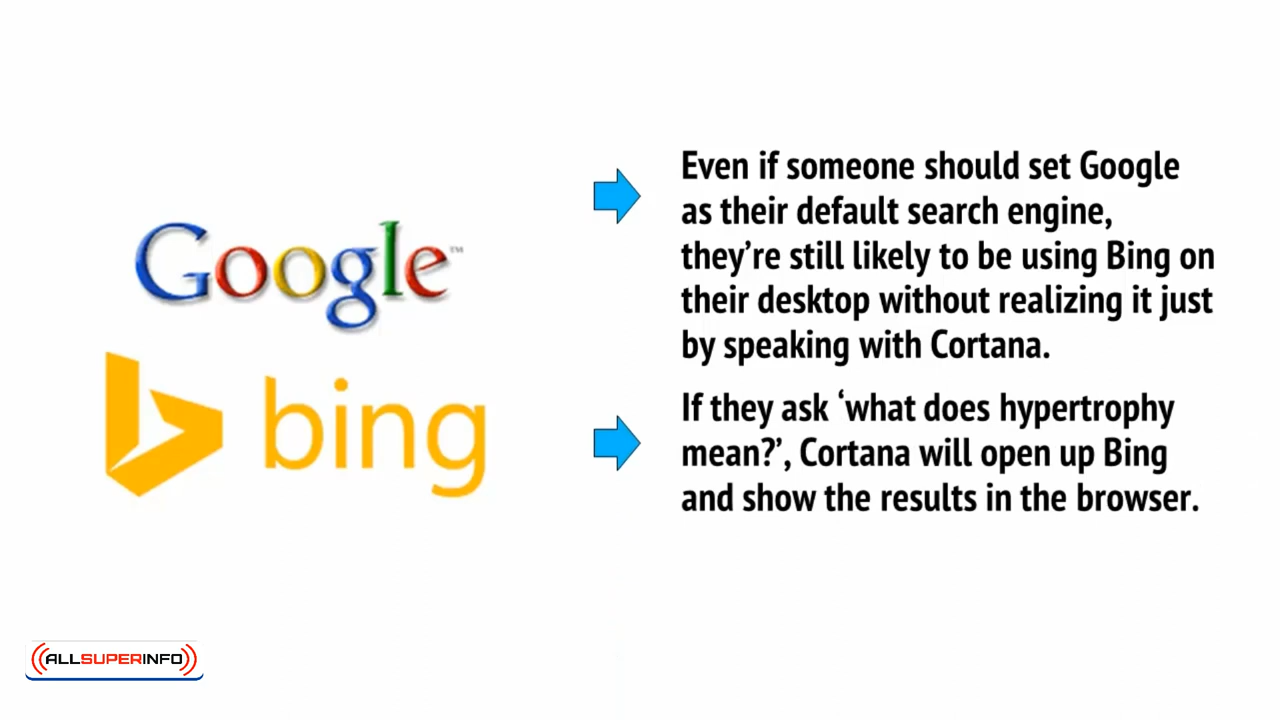 Google™
bing
Even if someone should set Google
as their default search engine,
they’re still likely to be using Bing on
their desktop without realizing it just
by speaking with Cortana.
If they ask ‘what does hypertrophy
mean?’, Cortana will open up Bing
and show the results in the browser.
ALLSUPERINFO